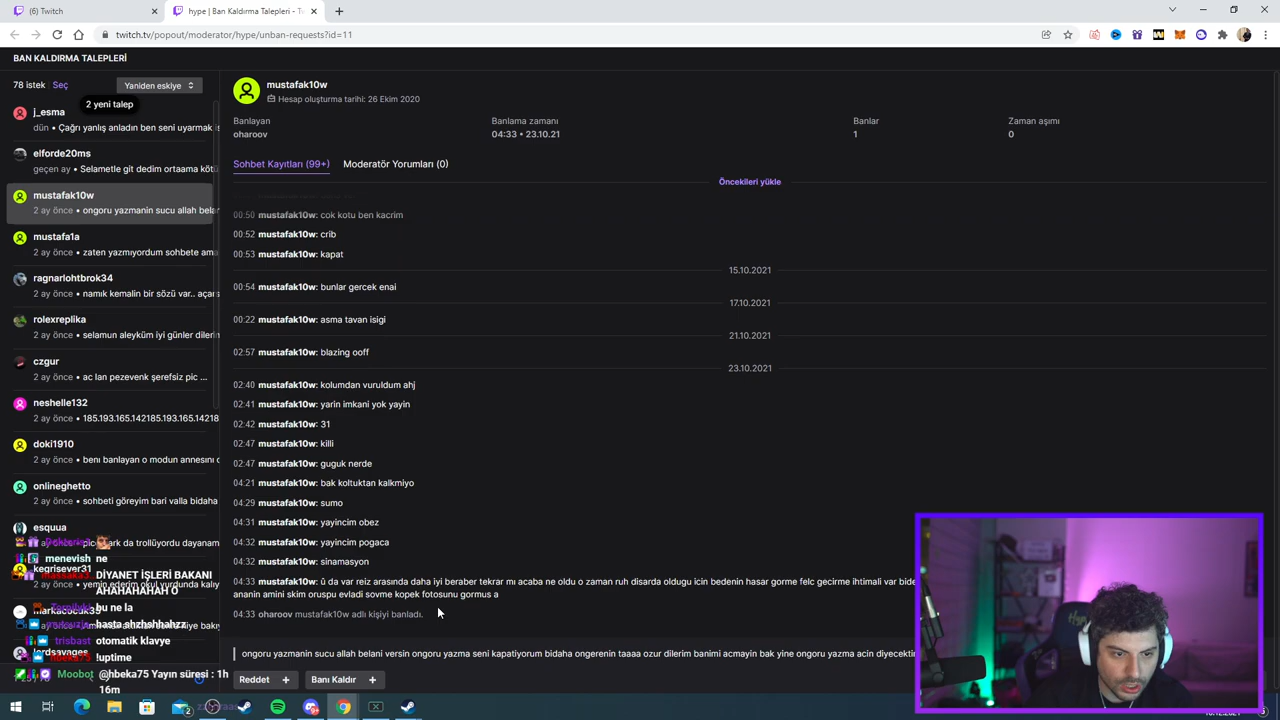 (6) Twitch
hype | Ban Kaldırma Talepleri - T
twitch.tv/popout/moderator/hype/unban-requests?id=11
BAN KALDIRMA TALEPLERİ
78 istek Seç
Yeniden eskiye
2 yeni talep
j_esma
dün • Çağrı yanlış anladın ben seni uyarmak is
elforde20ms
geçen ay • Selametle git dedim ortaama kötü
mustafak10w
2 ay önce • ongoru yazmanin sucu allah bela
mustafa1a
2 ay önce • zaten yazmıyordum sohbete am
ragnarlohtbrok34
2 ay önce • namık kemalin bir sözü var.. açar
rolexreplika
2 ay önce • selamun aleyküm iyi günler dileri
czgur
2 ay önce • ac lan pezevenk şerefsiz pic ...
neshelle132
2 ay önce • 185.193.165.142185.193.165.142
doki1910
2 ay önce • benı banlayan o modun annesını
onlineghetto
2 ay önce • sohbeti göreyim bari valla bidaha
esquua
mustafak10w
Hesap oluşturma tarihi: 26 Ekim 2020
Banlayan
oharoov
Banlama zamanı
04:33 • 23.10.21
Banlar
1
Zaman aşımı
0
Sohbet Kayıtları (99+)
Moderatör Yorumları (0)
Öncekileri yükle
00:50 mustafak10w: cok kotu ben kacrim
00:52 mustafak10w: crib
00:53 mustafak10w: kapat
15.10.2021
00:54 mustafak10w: bunlar gercek enai
17.10.2021
00:22 mustafak10w: asma tavan isigi
21.10.2021
02:57 mustafak10w: blazing ooff
23.10.2021
02:40 mustafak10w: kolumdan vuruldum ahj
02:41 mustafak10w: yarin imkani yok yayin
02:42 mustafak10w: 31
02:47 mustafak10w: killi
02:47 mustafak10w: guguk nerde
04:21 mustafak10w: bak koltuktan kalkmiyo
04:29 mustafak10w: sumo
04:31 mustafak10w: yayincim obez
04:32 mustafak10w: yayincim pogaca
04:32 mustafak10w: sinamasyon
04:33 mustafak10w: û da var reiz arasında daha iyi beraber tekrar mı acaba ne oldu o zaman ruh disarda oldugu icin bedenin hasar gorme felc gecirme ihtimali var bide
ananin amini skim oruspu evladi sovme kopek fotosunu gormus a
04:33 oharoov mustafak10w adlı kişiyi banladı.
ongoru yazmanin sucu allah belani versin ongoru yazma seni kapatiyorum bidaha ongerenin taaaa ozur dilerim banimi acmayin bak yine ongoru yazma acin diyecektin
Reddet +
Banı Kaldır +
menevish: ne
DİYANET İŞLERİ BAKANI
AHAHAHAHAH O
bu ne la
hasta shzhshhzhz
trisbast: otomatik klavye
hbeka75: luptime
Moobot: @hbeka75 Yayın süresi : 1h
16m